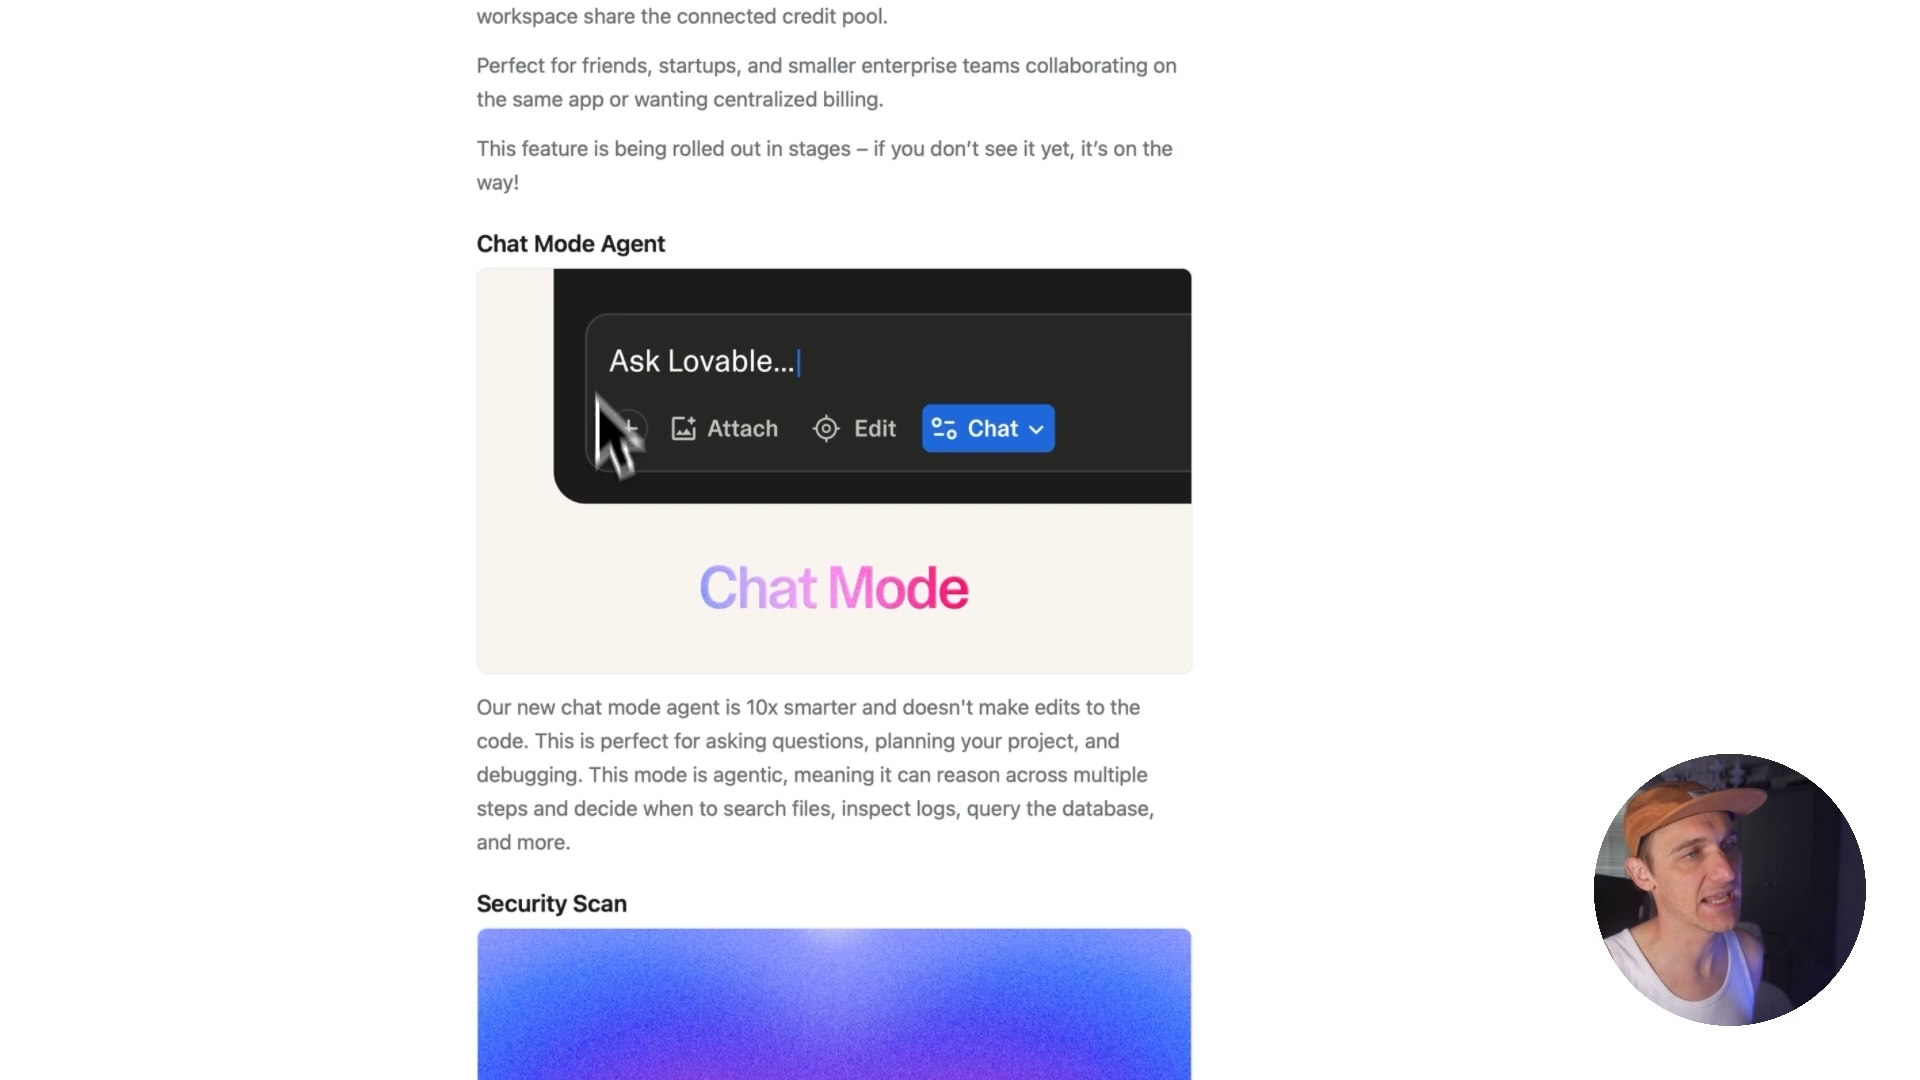 workspace share the connected credit pool.
Perfect for friends, startups, and smaller enterprise teams collaborating on
the same app or wanting centralized billing.
This feature is being rolled out in stages – if you don’t see it yet, it’s on the
way!
Chat Mode Agent
Ask Lovable...
Attach Edit Chat
Chat Mode
Our new chat mode agent is 10x smarter and doesn't make edits to the
code. This is perfect for asking questions, planning your project, and
debugging. This mode is agentic, meaning it can reason across multiple
steps and decide when to search files, inspect logs, query the database,
and more.
Security Scan